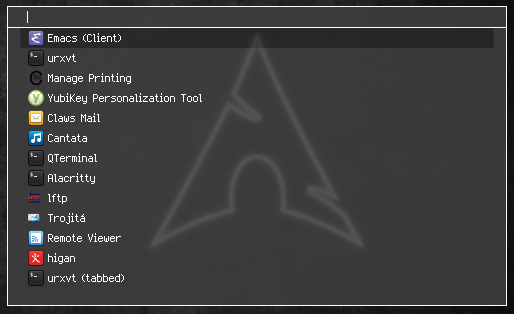 Emacs (Client)
urxvt
Manage Printing
YubiKey Personalization Tool
Claws Mail
Cantata
QTerminal
Alacritty
lftp
Trojitá
Remote Viewer
higan
urxvt (tabbed)